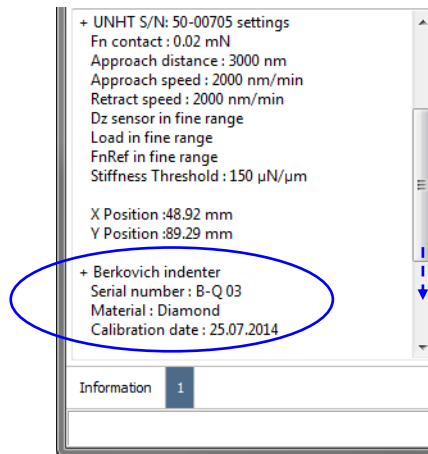 + UNHT S/N: 50-00705 settings
Fn contact : 0.02 mN
Approach distance : 3000 nm
Approach speed : 2000 nm/min
Retract speed : 2000 nm/min
Dz sensor in fine range
Load in fine range
FnRef in fine range
Stiffness Threshold : 150 µN/µm
X Position :48.92 mm
Y Position :89.29 mm
+ Berkovich indenter
Serial number : B-Q 03
Material : Diamond
Calibration date : 25.07.2014
Information 1